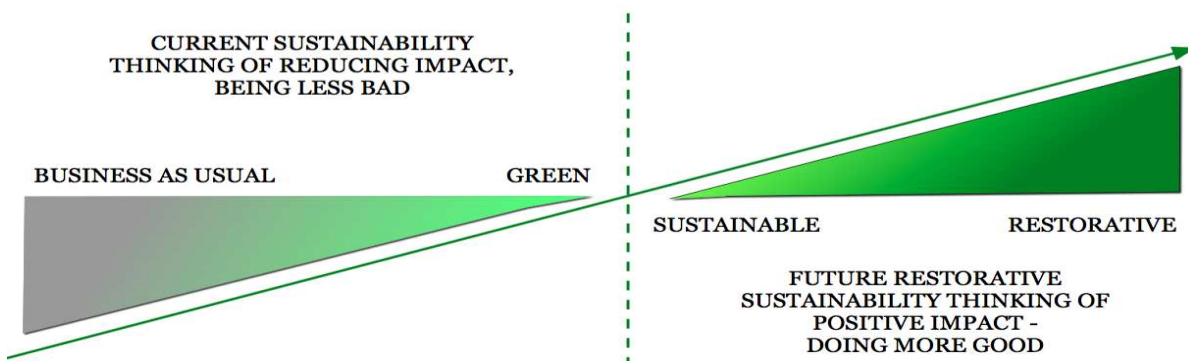 CURRENT SUSTAINABILITY
THINKING OF REDUCING IMPACT,
BEING LESS BAD
BUSINESS AS USUAL
GREEN
SUSTAINABLE
RESTORATIVE
FUTURE RESTORATIVE
SUSTAINABILITY THINKING OF
POSITIVE IMPACT -
DOING MORE GOOD